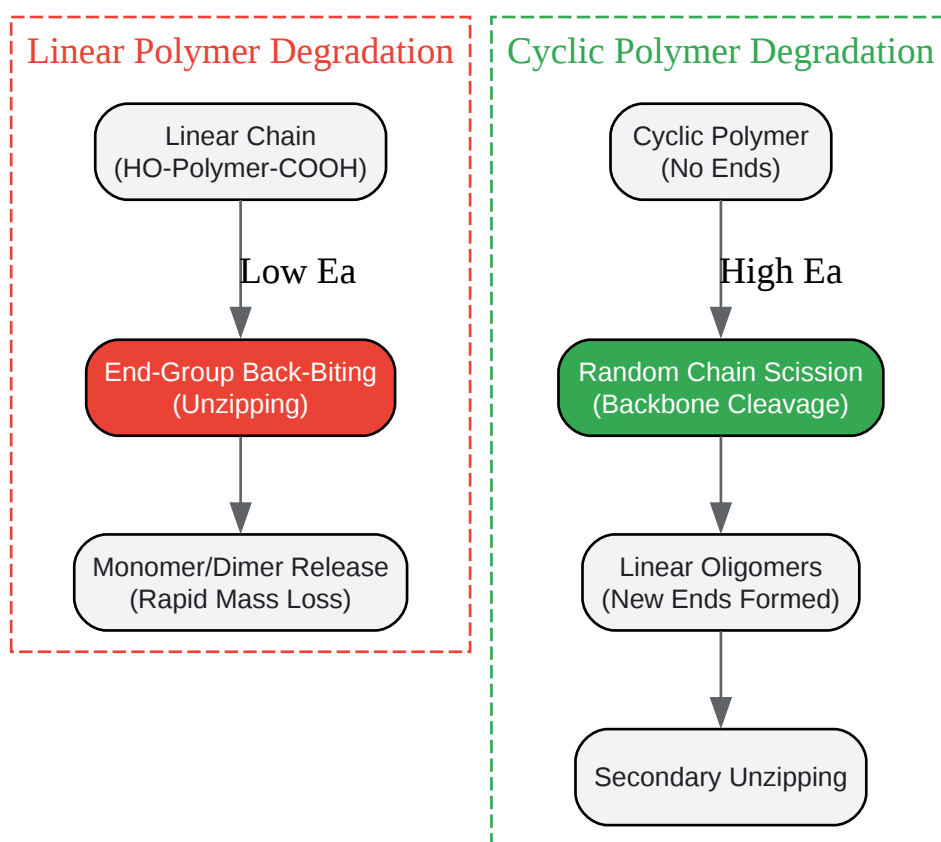 Linear Polymer Degradation
Linear Chain
(HO-Polymer-COOH)
Low Ea
End-Group Back-Biting
(Unzipping)
Monomer/Dimer Release
(Rapid Mass Loss)
Cyclic Polymer Degradation
Cyclic Polymer
(No Ends)
High Ea
Random Chain Scission
(Backbone Cleavage)
Linear Oligomers
(New Ends Formed)
Secondary Unzipping